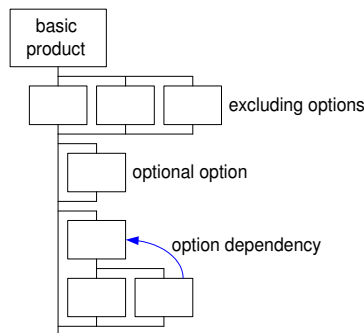 basic
product
excluding options
optional option
option dependency